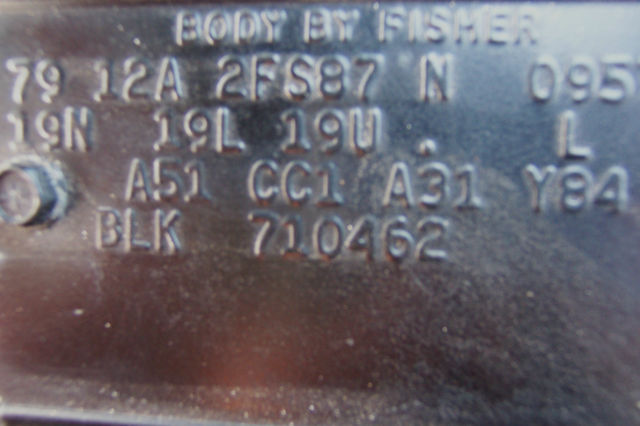 BODY BY FISHER
79 12A 2FS87 N 095
19N 19L 19U . L
A51 CC1 A31 Y84
BLK 710462